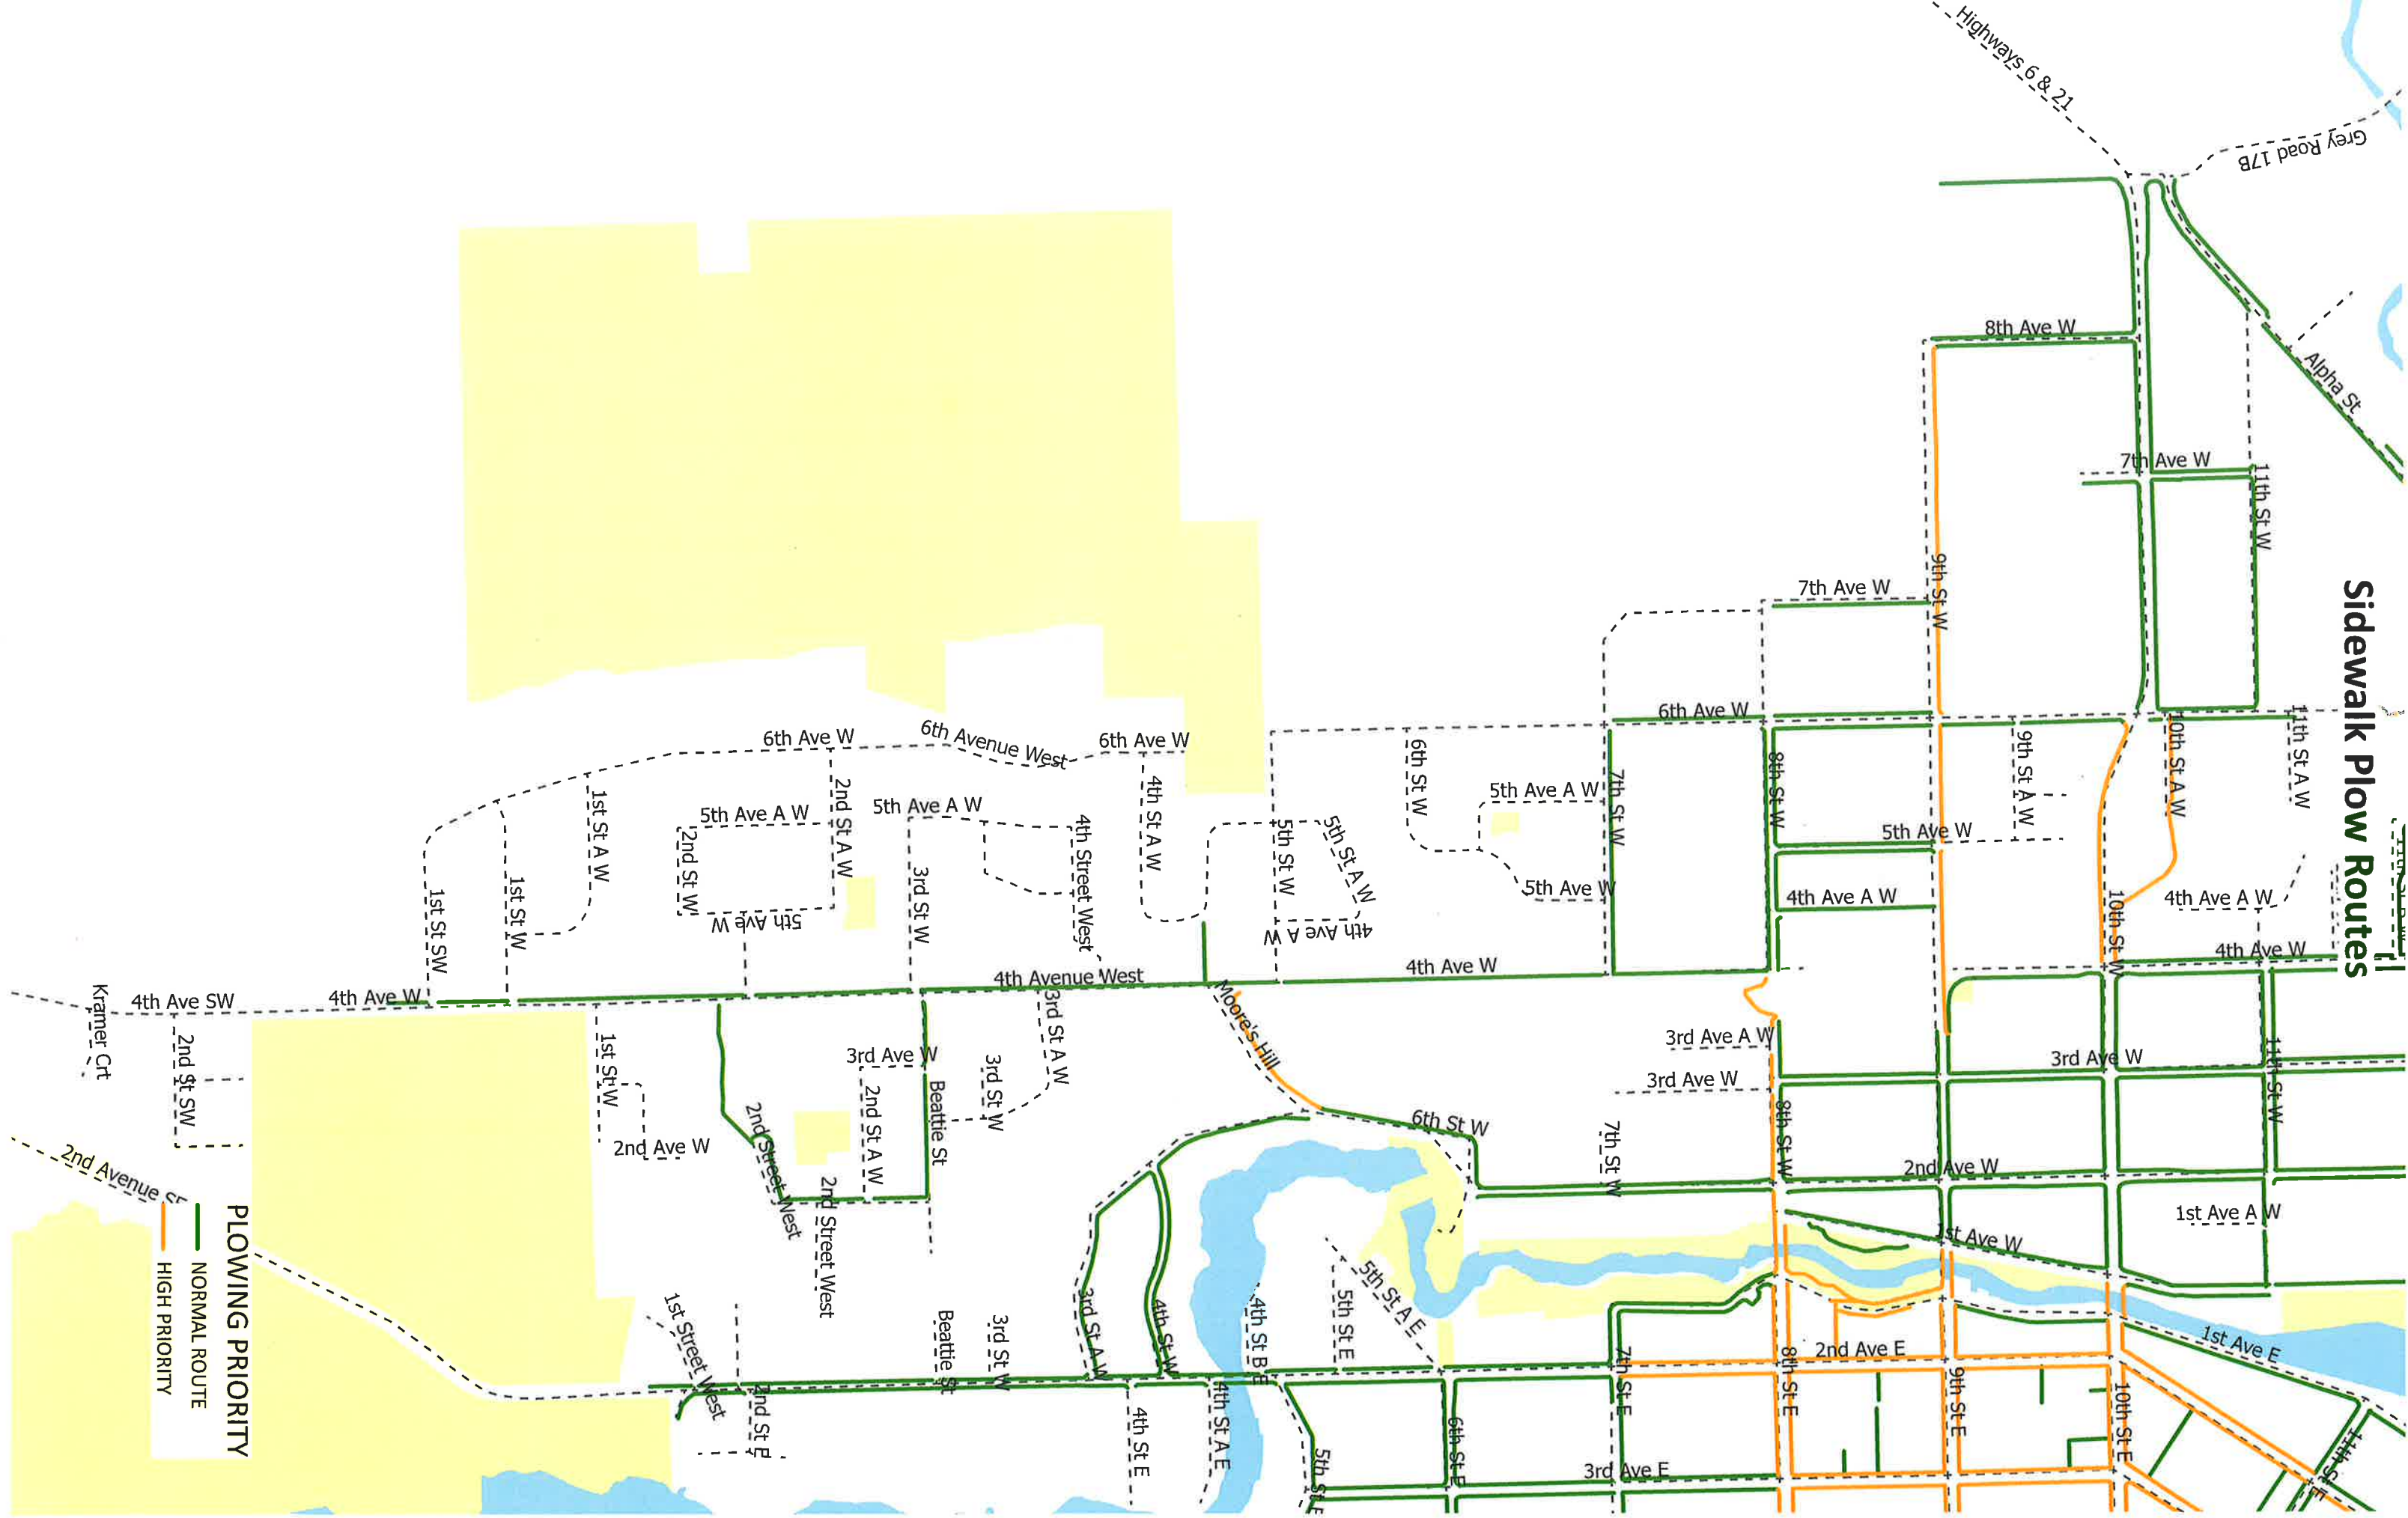 Sidewalk Plow Routes
Highways 6 & 21
Grey Road 17B
Alpha St
8th Ave W
7th Ave W
11th St W
9th St W
7th Ave W
6th Ave W
11th St A W
10th St A W
9th St A W
8th St W
7th St W
6th St W
6th Ave W
6th Avenue West
6th Ave W
1st St A W
5th Ave A W
2nd St A W
2nd St W
5th Ave W
5th Ave A W
3rd St W
4th Street West
4th St A W
5th St W
5th St A W
4th Ave A W
5th Ave A W
5th Ave W
5th Ave W
4th Ave A W
10th St W
4th Ave A W
4th Ave W
1st St SW
1st St W
4th Ave SW
4th Ave W
4th Avenue West
4th Ave W
Kramer Crt
2nd St SW
1st St W
2nd Ave W
2nd Street West
3rd Ave W
2nd St A W
Beattie St
3rd St W
3rd St A W
Moore's Hill
3rd Ave A W
3rd Ave W
3rd Ave W
11th St W
6th St W
7th St W
8th St W
2nd Ave W
1st Ave A W
1st Ave W
2nd Street West
2nd Avenue
1st Street West
Beattie St
3rd St W
3rd St A W
4th St W
4th St B E
5th St E
5th St A E
2nd Ave E
1st Ave E
2nd St E
4th St E
4th St A E
5th St E
6th St E
7th St E
8th St E
9th St E
10th St E
11th St E
3rd Ave E
PLOWING PRIORITY
NORMAL ROUTE
HIGH PRIORITY